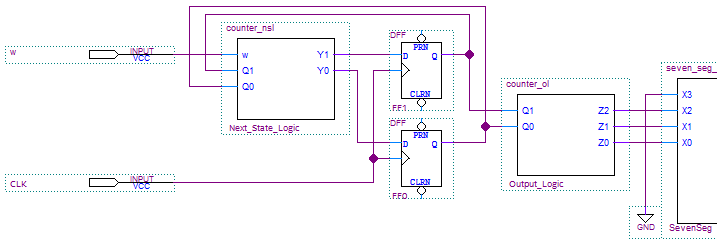 counter_nsl
DFF
w
INPUT
VCC
w
Q1
Q0
Y1
Y0
PRN
D
Q
CLRN
FF1
Next_State_Logic
DFF
PRN
D
Q
CLRN
FF0
CLK
INPUT
VCC
counter_ol
Q1
Q0
Z2
Z1
Z0
Output_Logic
seven_seg_
X3
X2
X1
X0
GND
SevenSeg